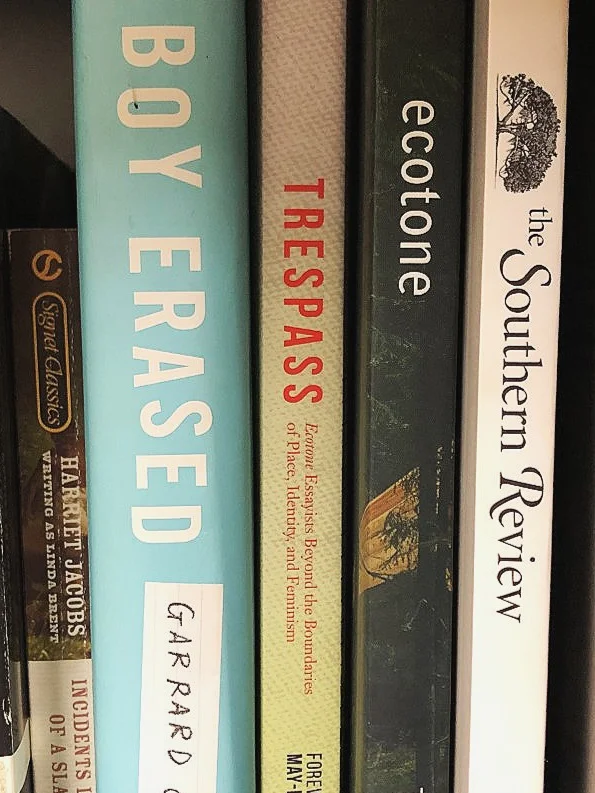 Signet Classics
HARRIET JACOBS
WRITING AS LINDA BRENT
INCIDENTS
OF A SLA
BOY ERASED
GARRARD
TRESPASS
Ecotone Essayists Beyond the Boundaries
of Place, Identity, and Feminism
FOREW
MAY-
ecotone
the Southern Review